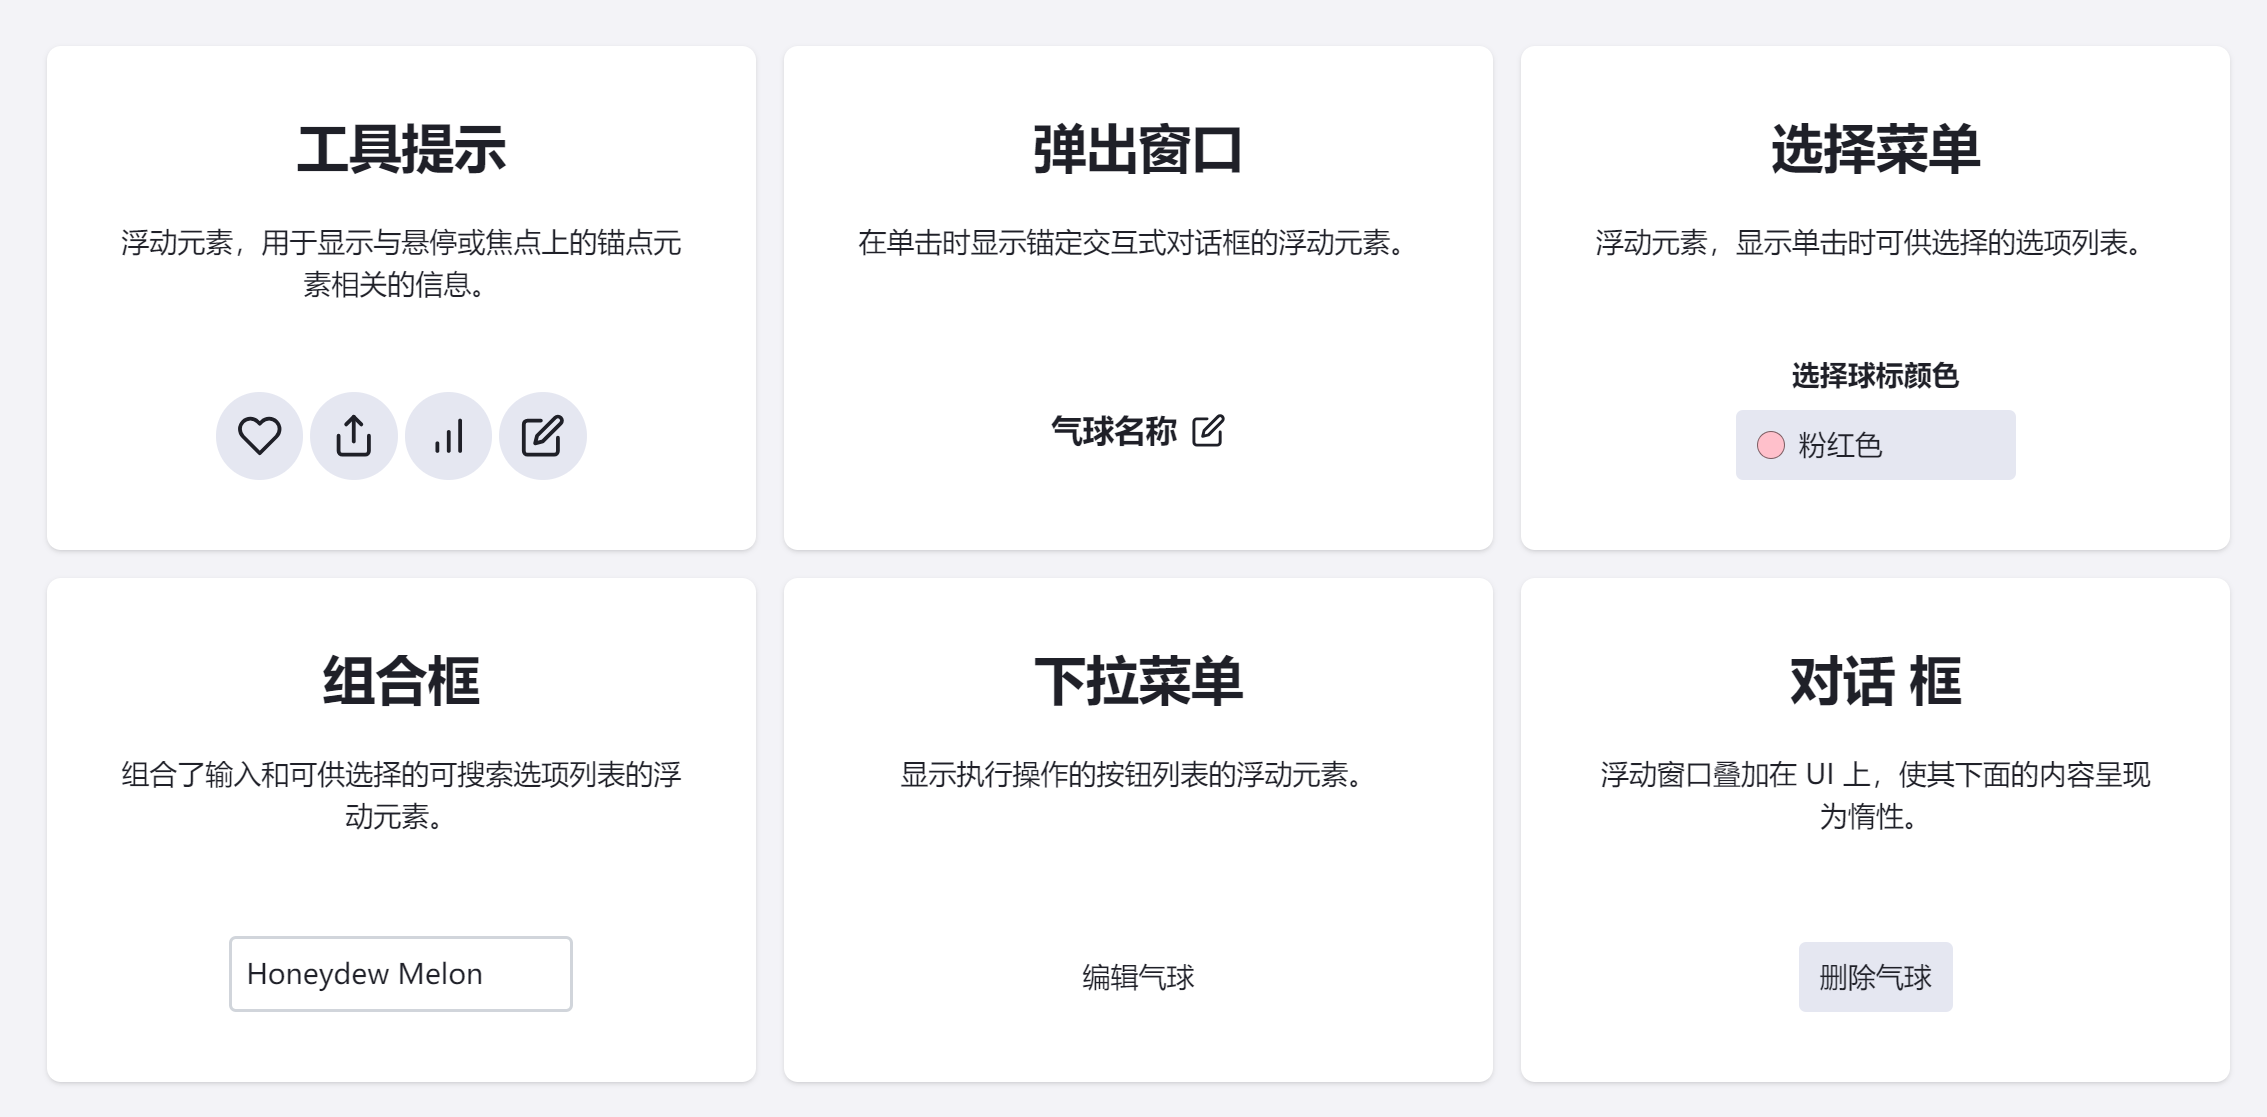 工具提示
浮动元素，用于显示与悬停或焦点上的锚点元
素相关的信息。
弹出窗口
在单击时显示锚定交互式对话框的浮动元素。
气球名称
选择菜单
浮动元素，显示单击时可供选择的选项列表。
选择球标颜色
粉红色
组合框
组合了输入和可供选择的可搜索选项列表的浮
动元素。
Honeydew Melon
下拉菜单
显示执行操作的按钮列表的浮动元素。
编辑气球
对话 框
浮动窗口叠加在 UI 上，使其下面的内容呈现
为惰性。
删除气球